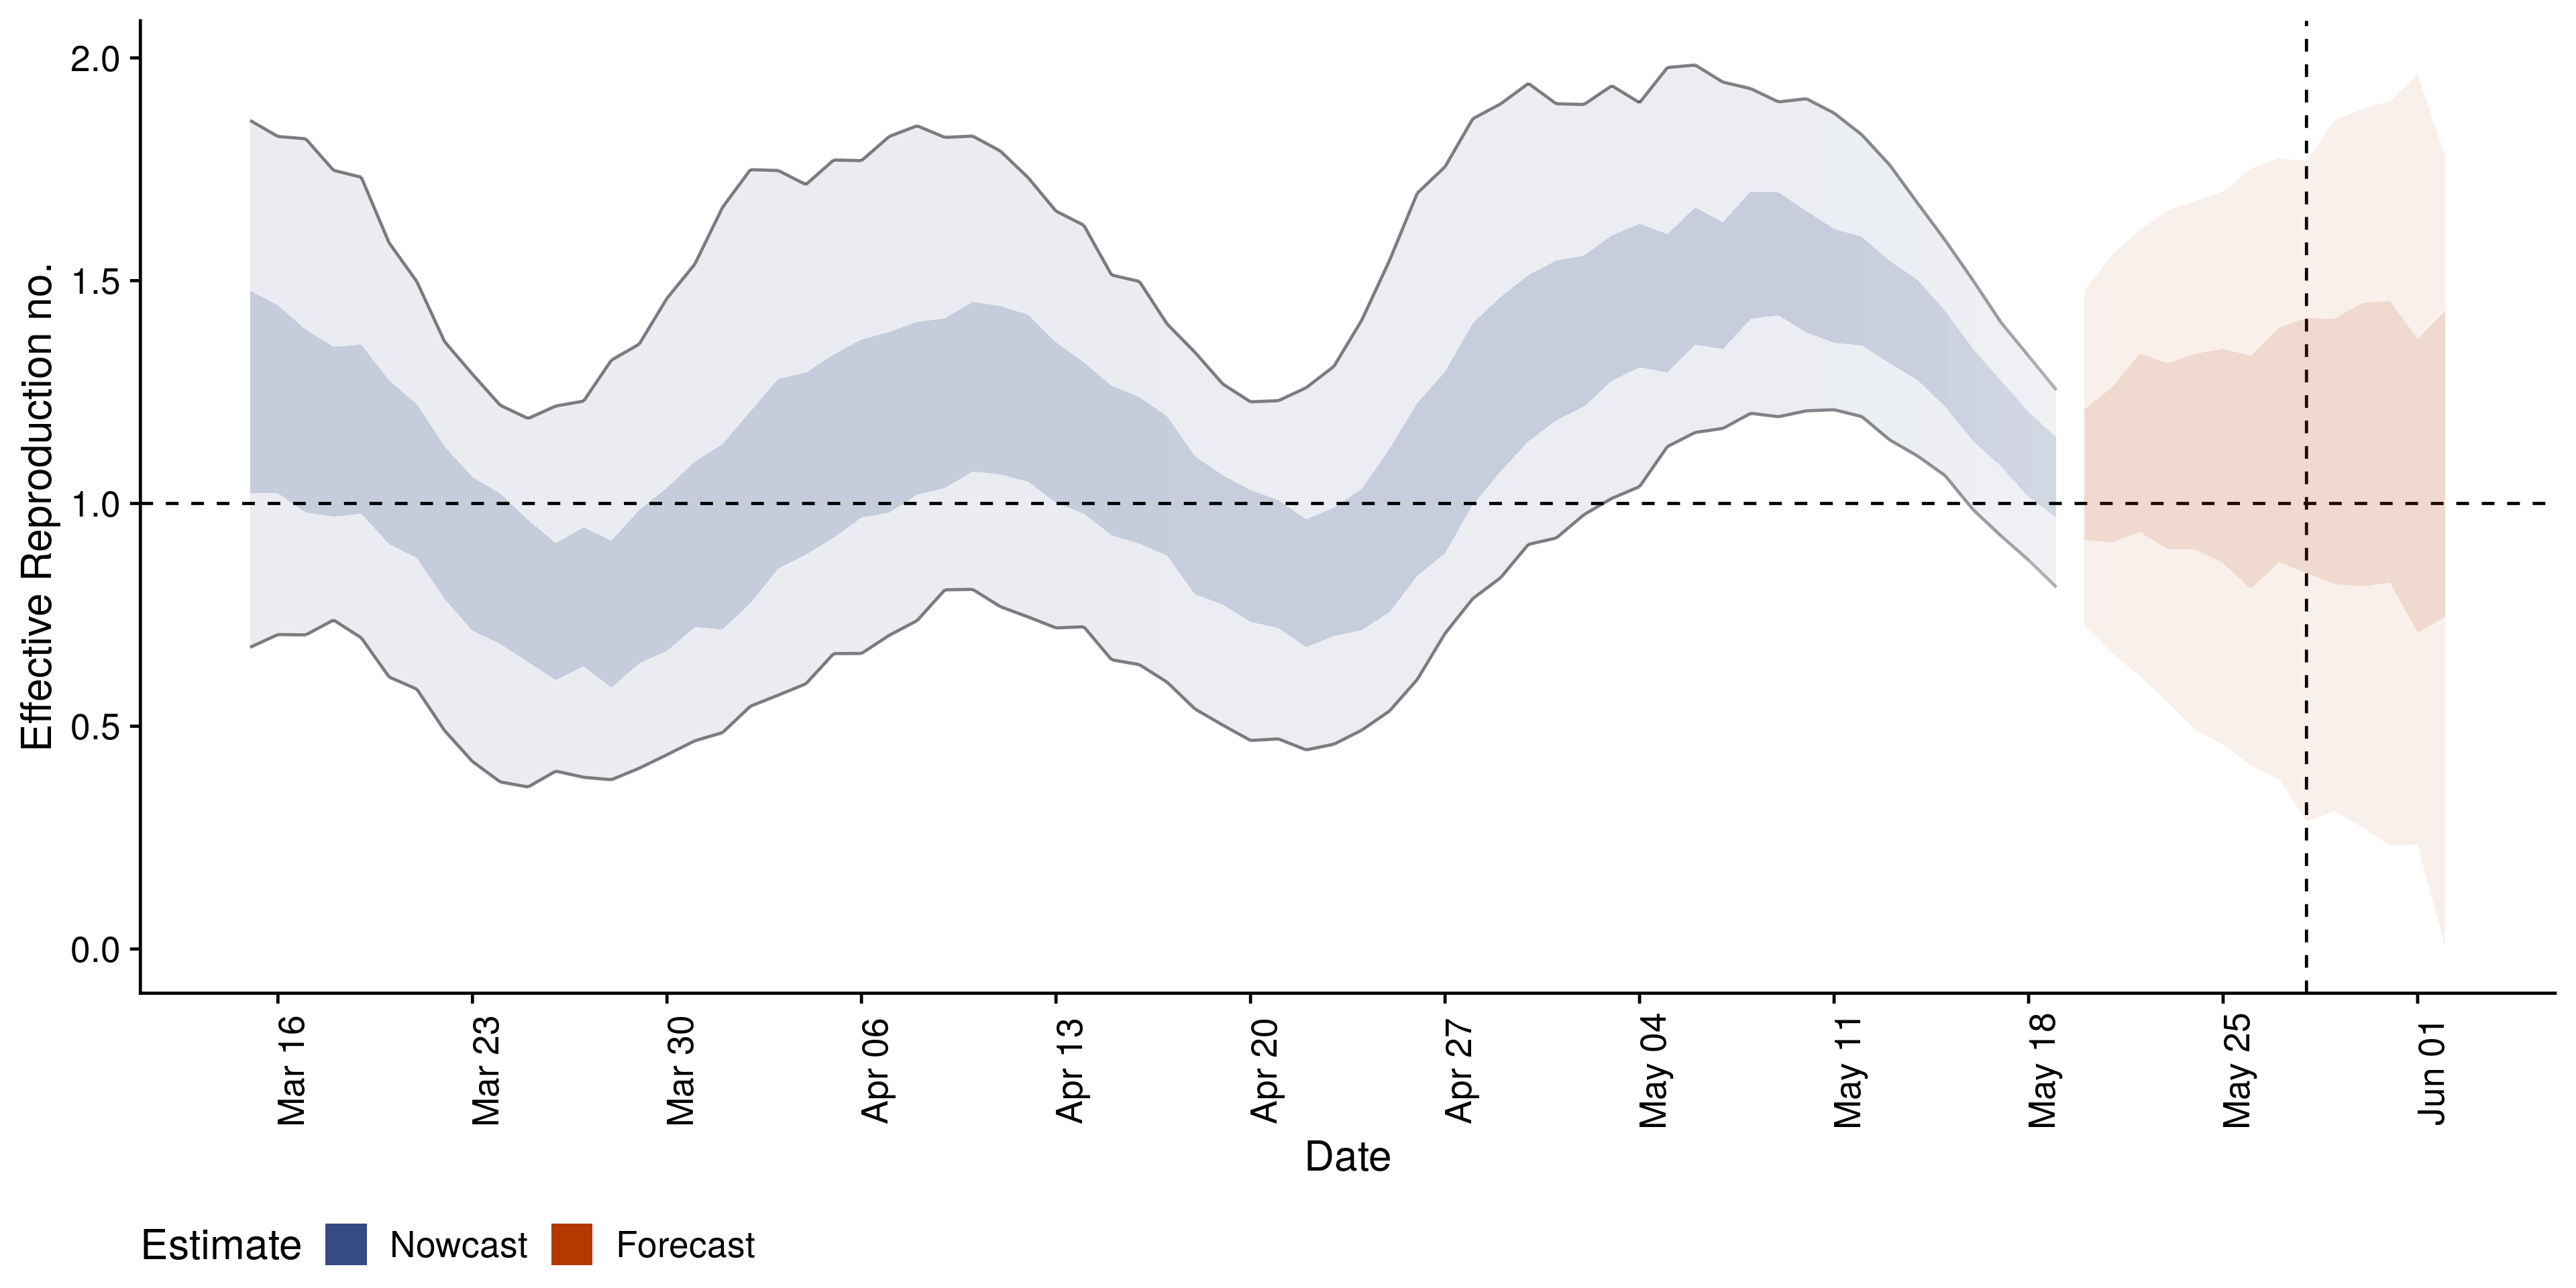 Effective Reproduction no.
2.0
1.5
1.0
0.5
0.0
Mar 16
Mar 23
Mar 30
Apr 06
Apr 13
Apr 20
Apr 27
May 04
May 11
May 18
May 25
Jun 01
Date
Estimate Nowcast Forecast